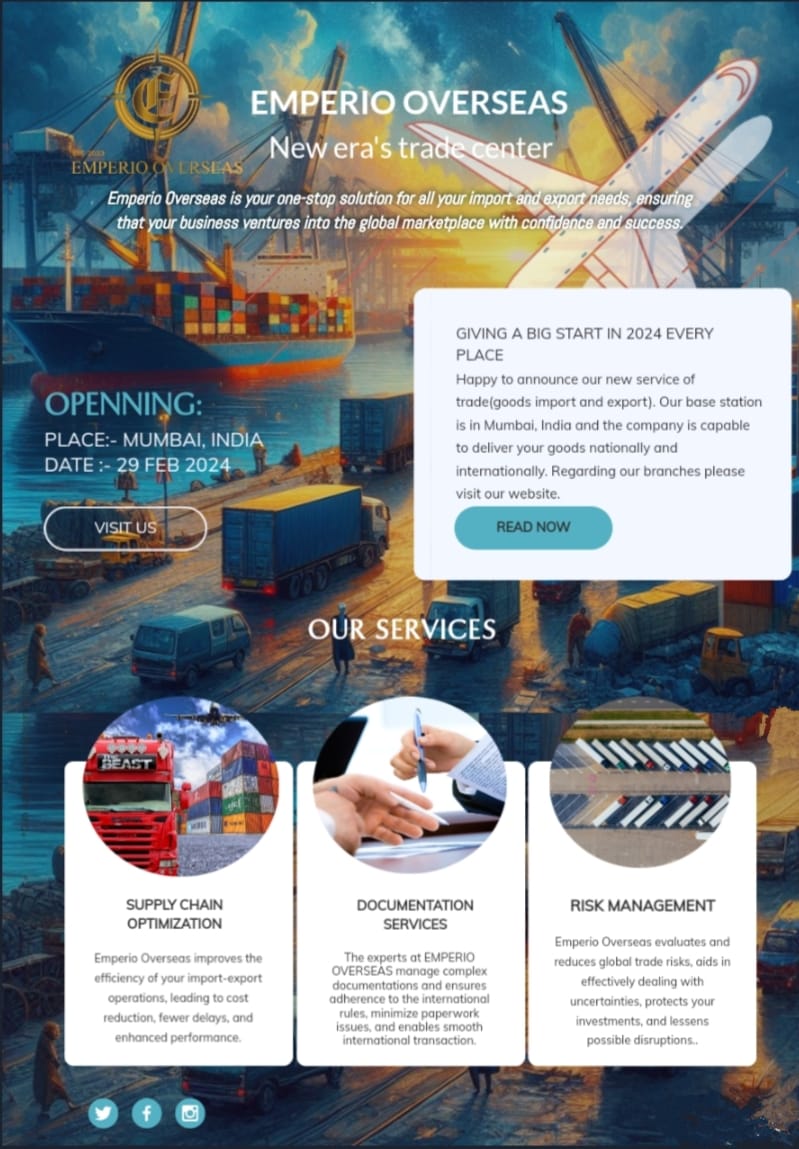 EMPERIO OVERSEAS
New era's trade center
EMPERIO OVERSEAS
Emperio Overseas is your one-stop solution for all your import and export needs, ensuring
that your business ventures into the global marketplace with confidence and success.
GIVING A BIG START IN 2024 EVERY
PLACE
Happy to announce our new service of
trade(goods import and export). Our base station
is in Mumbai, India and the company is capable
to deliver your goods nationally and
internationally. Regarding our branches please
visit our website.
READ NOW
OPENNING:
PLACE:- MUMBAI, INDIA
DATE :- 29 FEB 2024
VISIT US
OUR SERVICES
BEAST
SUPPLY CHAIN
OPTIMIZATION
Emperio Overseas improves the
efficiency of your import-export
operations, leading to cost
reduction, fewer delays, and
enhanced performance.
DOCUMENTATION
SERVICES
The experts at EMPERIO
OVERSEAS manage complex
documentations and ensures
adherence to the international
rules, minimize paperwork
issues, and enables smooth
international transaction.
RISK MANAGEMENT
Emperio Overseas evaluates and
reduces global trade risks, aids in
effectively dealing with
uncertainties, protects your
investments, and lessens
possible disruptions..